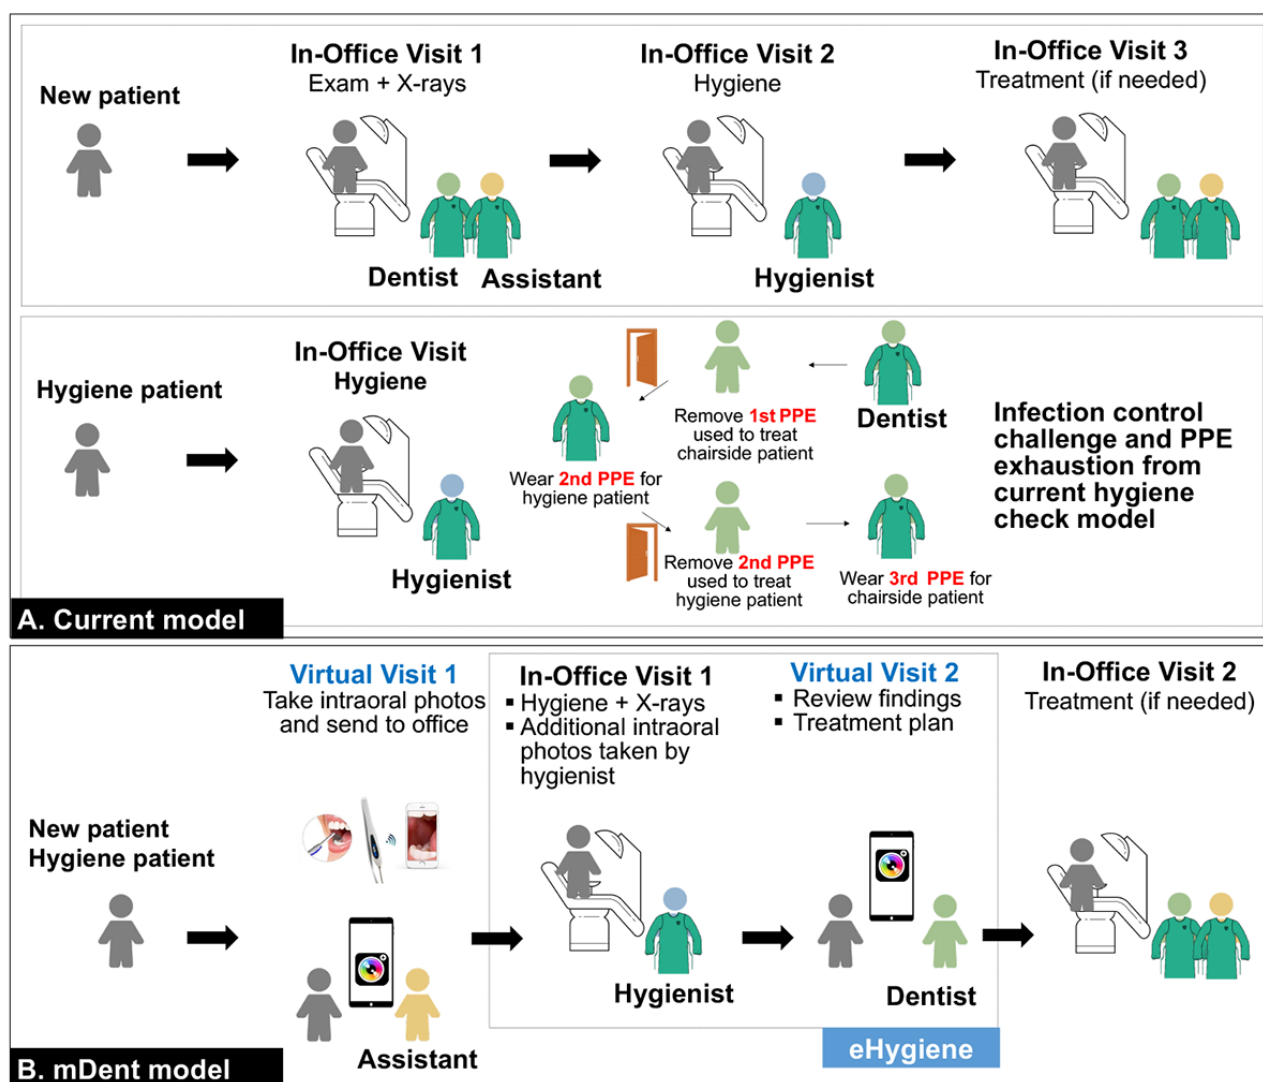 New patient
In-Office Visit 1
Exam + X-rays
Dentist
Assistant
In-Office Visit 2
Hygiene
Hygienist
In-Office Visit 3
Treatment (if needed)
Hygiene patient
In-Office Visit
Hygiene
Hygienist
Dentist
Remove 1st PPE
used to treat
chairside patient
Wear 2nd PPE for
hygiene patient
Remove 2nd PPE
used to treat
hygiene patient
Wear 3rd PPE for
chairside patient
Infection control
challenge and PPE
exhaustion from
current hygiene
check model
A. Current model
New patient
Hygiene patient
Virtual Visit 1
Take intraoral photos
and send to office
Assistant
In-Office Visit 1
▪ Hygiene + X-rays
▪ Additional intraoral
photos taken by
hygienist
Hygienist
Virtual Visit 2
▪ Review findings
▪ Treatment plan
Dentist
eHygiene
In-Office Visit 2
Treatment (if needed)
B. mDent model